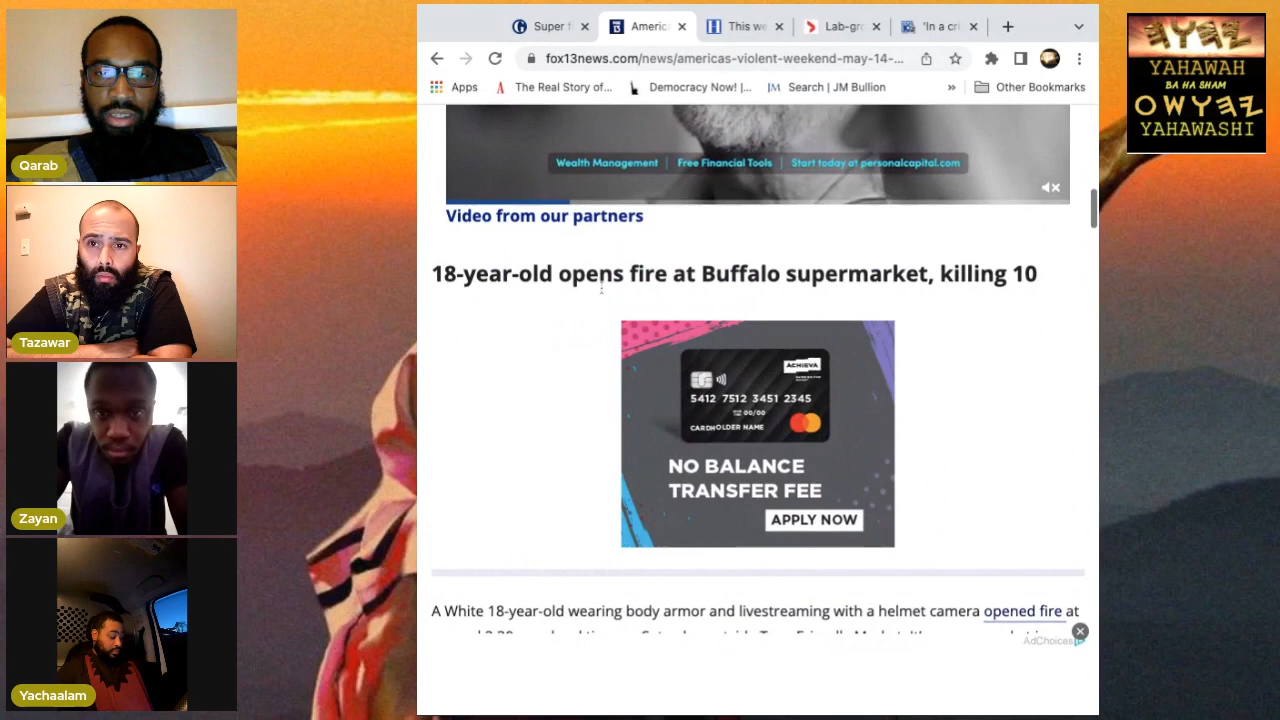 Qarab
Tazawar
Zayan
Yachaalam
Super f
Americ
This we
Lab-gr
'In a cri
fox13news.com/news/americas-violent-weekend-may-14-...
Apps
The Real Story of...
Democracy Now! |...
JM Search | JM Bullion
»
Other Bookmarks
Wealth Management | Free Financial Tools | Start today at personalcapital.com
Video from our partners
18-year-old opens fire at Buffalo supermarket, killing 10
ACHIEVA
5412 7512 3451 2345
00/00
CARDHOLDER NAME
NO BALANCE
TRANSFER FEE
APPLY NOW
A White 18-year-old wearing body armor and livestreaming with a helmet camera opened fire at
AdChoices
YAHAWAH
BA HA SHAM
YAHAWASHI